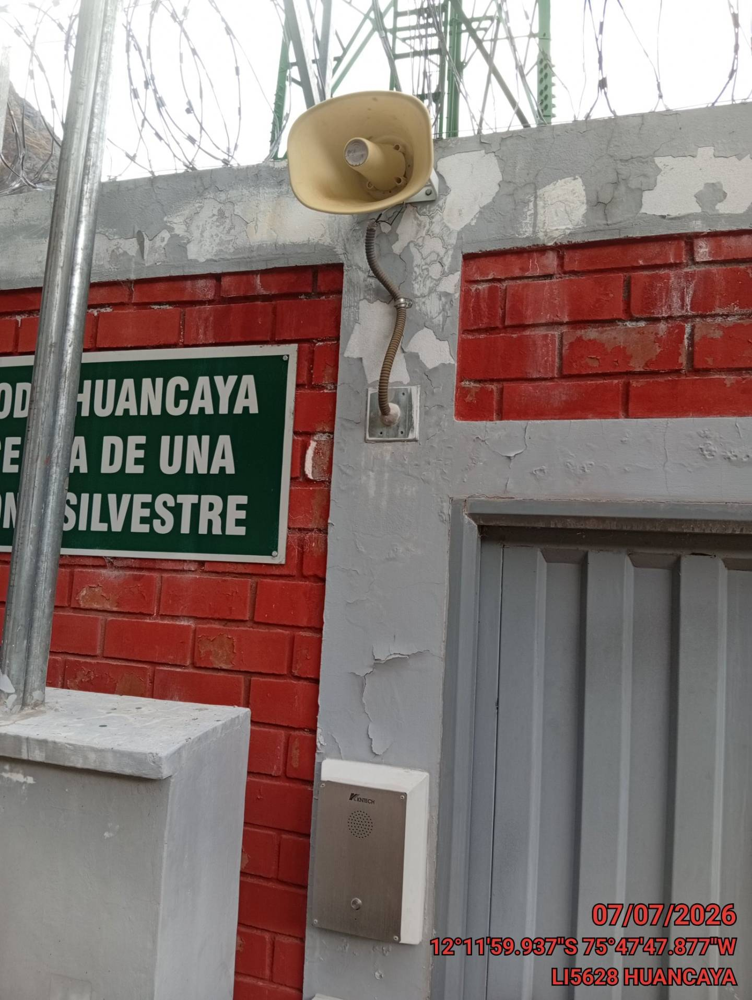 HUANCAYA
DE UNA
SILVESTRE
KNTECH
07/07/2026
12°11'59.937"S 75°47'47.877"W
LI5628 HUANCAYA